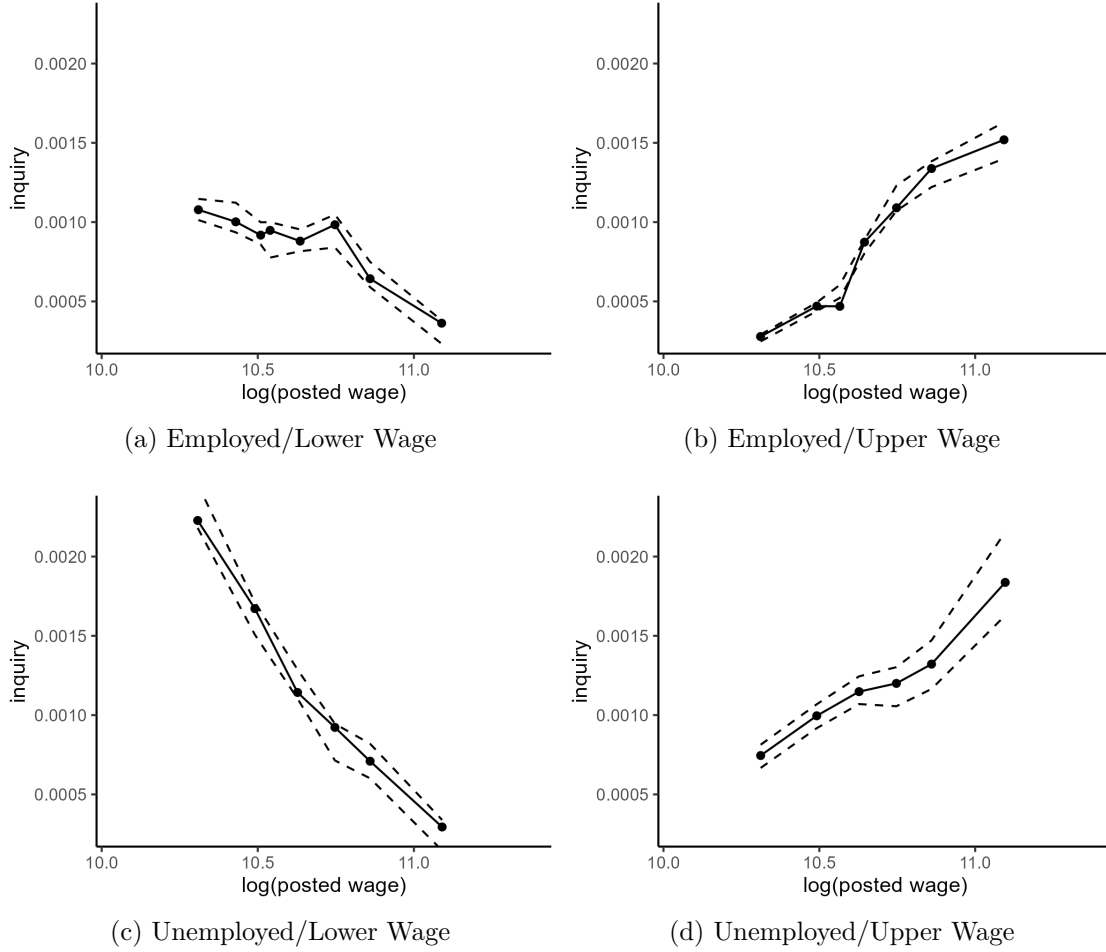 0.0020
0.0015
0.0010
0.0005
inquiry
10.0 10.5 11.0
log(posted wage)
(a) Employed/Lower Wage
0.0020
0.0015
0.0010
0.0005
inquiry
10.0 10.5 11.0
log(posted wage)
(b) Employed/Upper Wage
0.0020
0.0015
0.0010
0.0005
inquiry
10.0 10.5 11.0
log(posted wage)
(c) Unemployed/Lower Wage
0.0020
0.0015
0.0010
0.0005
inquiry
10.0 10.5 11.0
log(posted wage)
(d) Unemployed/Upper Wage